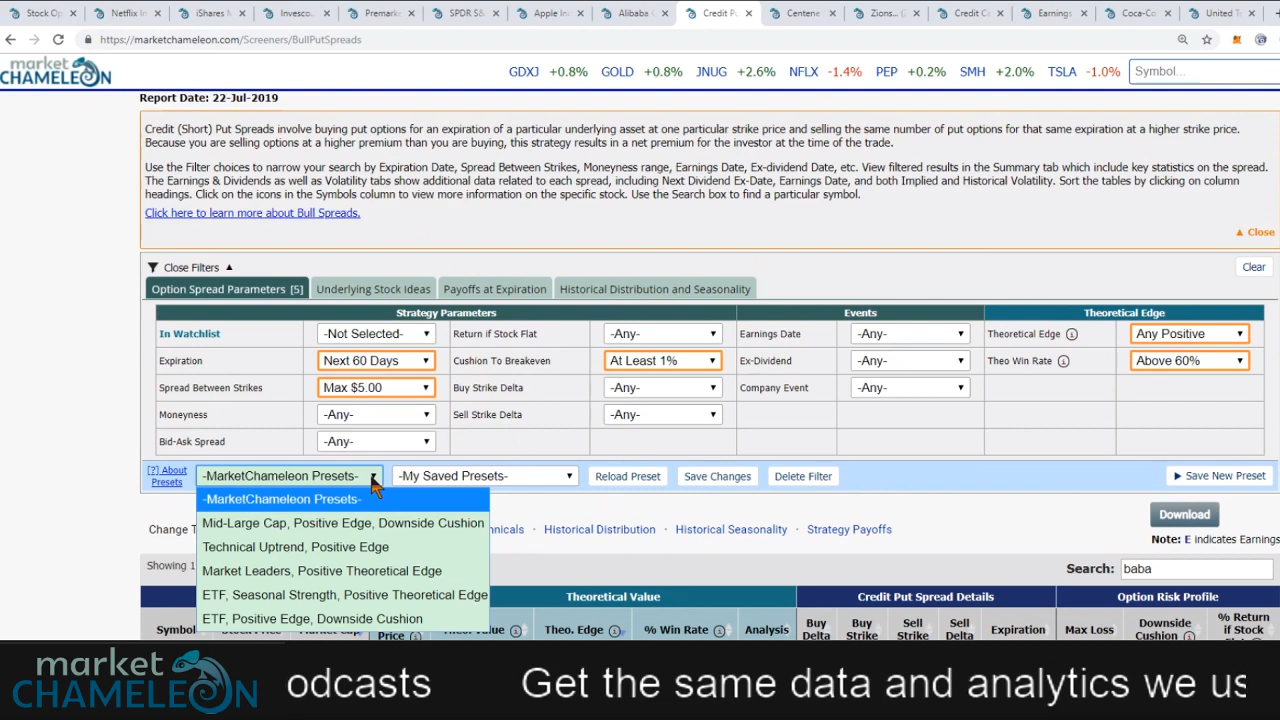 Stock O
Netflix In
iShares M
Invesco
Premark
SPDR S&
Apple In
Alibaba
Credit P
Centene
Zions
Credit Ca
Earnings
Coca-Co
United T
https://marketchameleon.com/Screeners/BullPutSpreads
market CHAMELEON
GDXJ +0.8% GOLD +0.8% JNUG +2.6% NFLX -1.4% PEP +0.2% SMH +2.0% TSLA -1.0% Symbol...
Report Date: 22-Jul-2019
Credit (Short) Put Spreads involve buying put options for an expiration of a particular underlying asset at one particular strike price and selling the same number of put options for that same expiration at a higher strike price.
Because you are selling options at a higher premium than you are buying, this strategy results in a net premium for the investor at the time of the trade.
Use the Filter choices to narrow your search by Expiration Date, Spread Between Strikes, Moneyness range, Earnings Date, Ex-dividend Date, etc. View filtered results in the Summary tab which include key statistics on the spread.
The Earnings & Dividends as well as Volatility tabs show additional data related to each spread, including Next Dividend Ex-Date, Earnings Date, and both Implied and Historical Volatility. Sort the tables by clicking on column
headings. Click on the icons in the Symbols column to view more information on the specific stock. Use the Search box to find a particular symbol.
Click here to learn more about Bull Spreads.
▲ Close
Close Filters ▲ Clear
Option Spread Parameters [5] Underlying Stock Ideas Payoffs at Expiration Historical Distribution and Seasonality
Strategy Parameters Events Theoretical Edge
In Watchlist -Not Selected- Return if Stock Flat -Any- Earnings Date -Any- Theoretical Edge Any Positive
Expiration Next 60 Days Cushion To Breakeven At Least 1% Ex-Dividend -Any- Theo Win Rate Above 60%
Spread Between Strikes Max $5.00 Buy Strike Delta -Any- Company Event -Any-
Moneyness -Any- Sell Strike Delta -Any-
Bid-Ask Spread -Any-
[?] About Presets -MarketChameleon Presets- -My Saved Presets- Reload Preset Save Changes Delete Filter ▶ Save New Preset
-MarketChameleon Presets-
Mid-Large Cap, Positive Edge, Downside Cushion
Technical Uptrend, Positive Edge
Market Leaders, Positive Theoretical Edge
ETF, Seasonal Strength, Positive Theoretical Edge
ETF, Positive Edge, Downside Cushion
Download
Change T nicals · Historical Distribution · Historical Seasonality · Strategy Payoffs
Note: E indicates Earnings
Showing 1 Search: baba
Theoretical Value Credit Put Spread Details Option Risk Profile
Symbol Price Theo. Edge % Win Rate Analysis Buy Delta Buy Strike Sell Strike Sell Delta Expiration Max Loss Downside Cushion % Return if Stock
market CHAMELEON
odcasts Get the same data and analytics we us